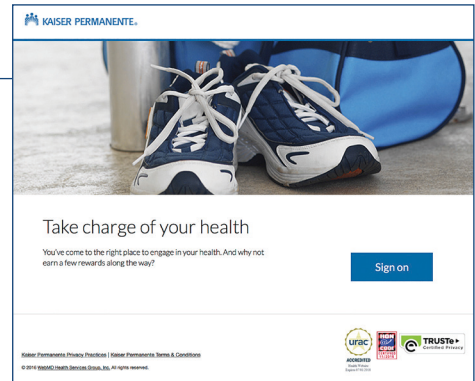 KAISER PERMANENTE®
Take charge of your health
You've come to the right place to engage in your health. And why not
earn a few rewards along the way?
Sign on
Kaiser Permanente Privacy Practices | Kaiser Permanente Terms & Conditions
© 2016 WebMD Health Services Group, Inc. All rights reserved.
urac
ACCREDITED
HON
CODE
TRUSTe
Certified Privacy